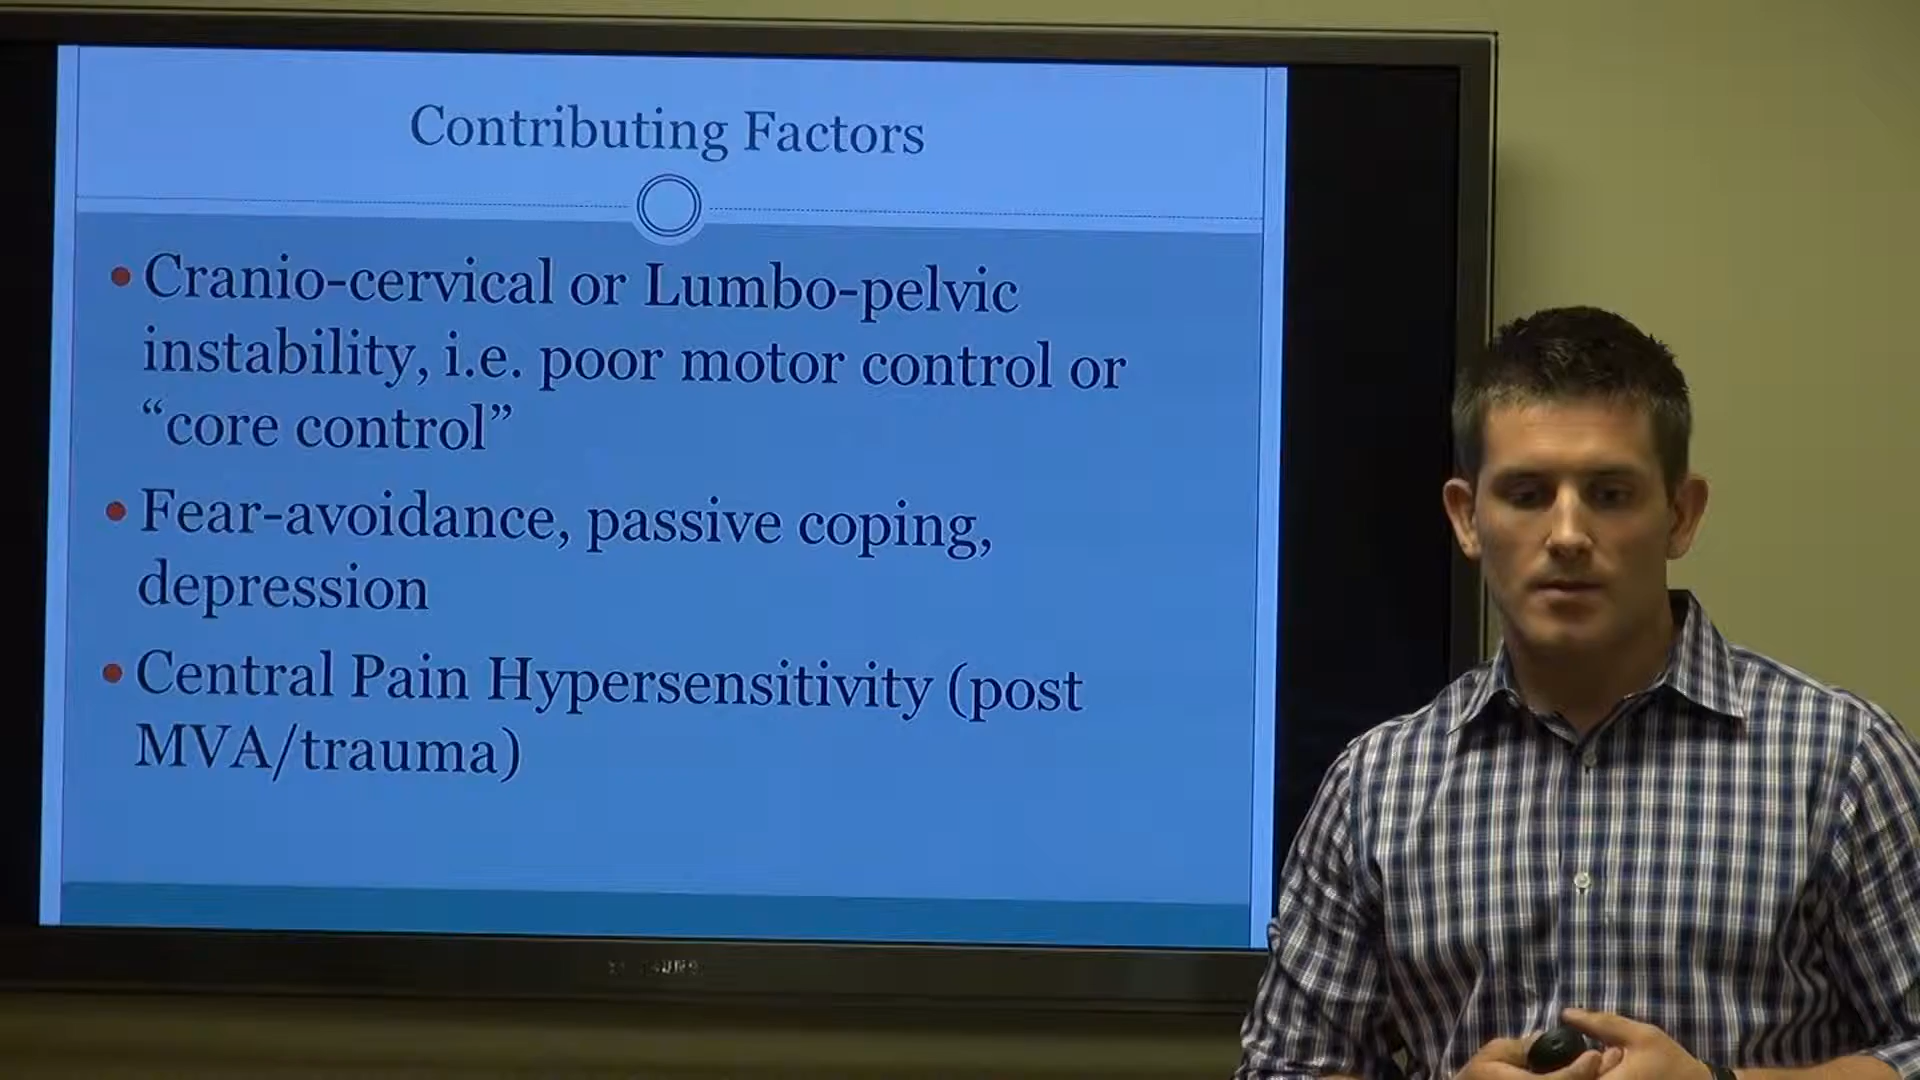 Contributing Factors
• Cranio-cervical or Lumbo-pelvic
instability, i.e. poor motor control or
“core control”
• Fear-avoidance, passive coping,
depression
• Central Pain Hypersensitivity (post
MVA/trauma)